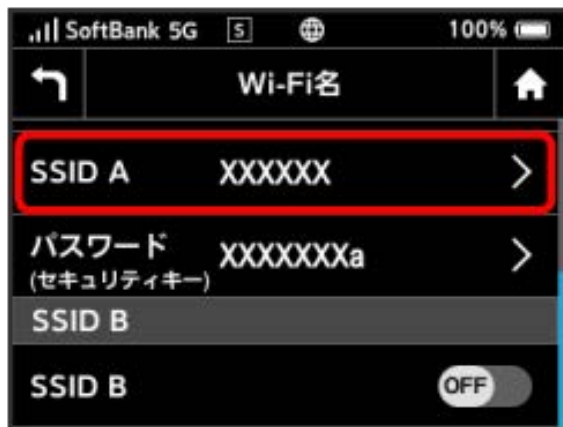 SoftBank 5G S 100%
Wi-Fi名
SSID A XXXXXX
パスワード XXXXXXXa
(セキュリティキー)
SSID B
SSID B OFF